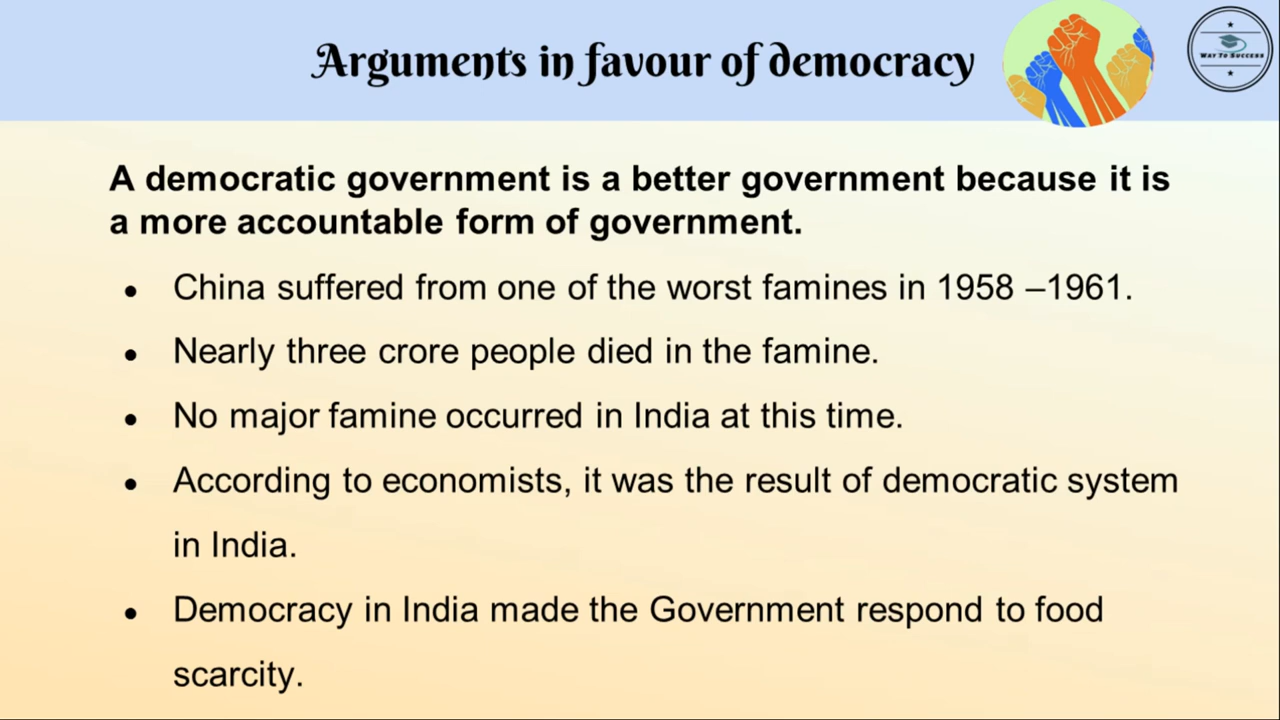 Arguments in favour of democracy
WAY TO SUCCESS
A democratic government is a better government because it is
a more accountable form of government.
• China suffered from one of the worst famines in 1958 –1961.
• Nearly three crore people died in the famine.
• No major famine occurred in India at this time.
• According to economists, it was the result of democratic system
in India.
• Democracy in India made the Government respond to food
scarcity.